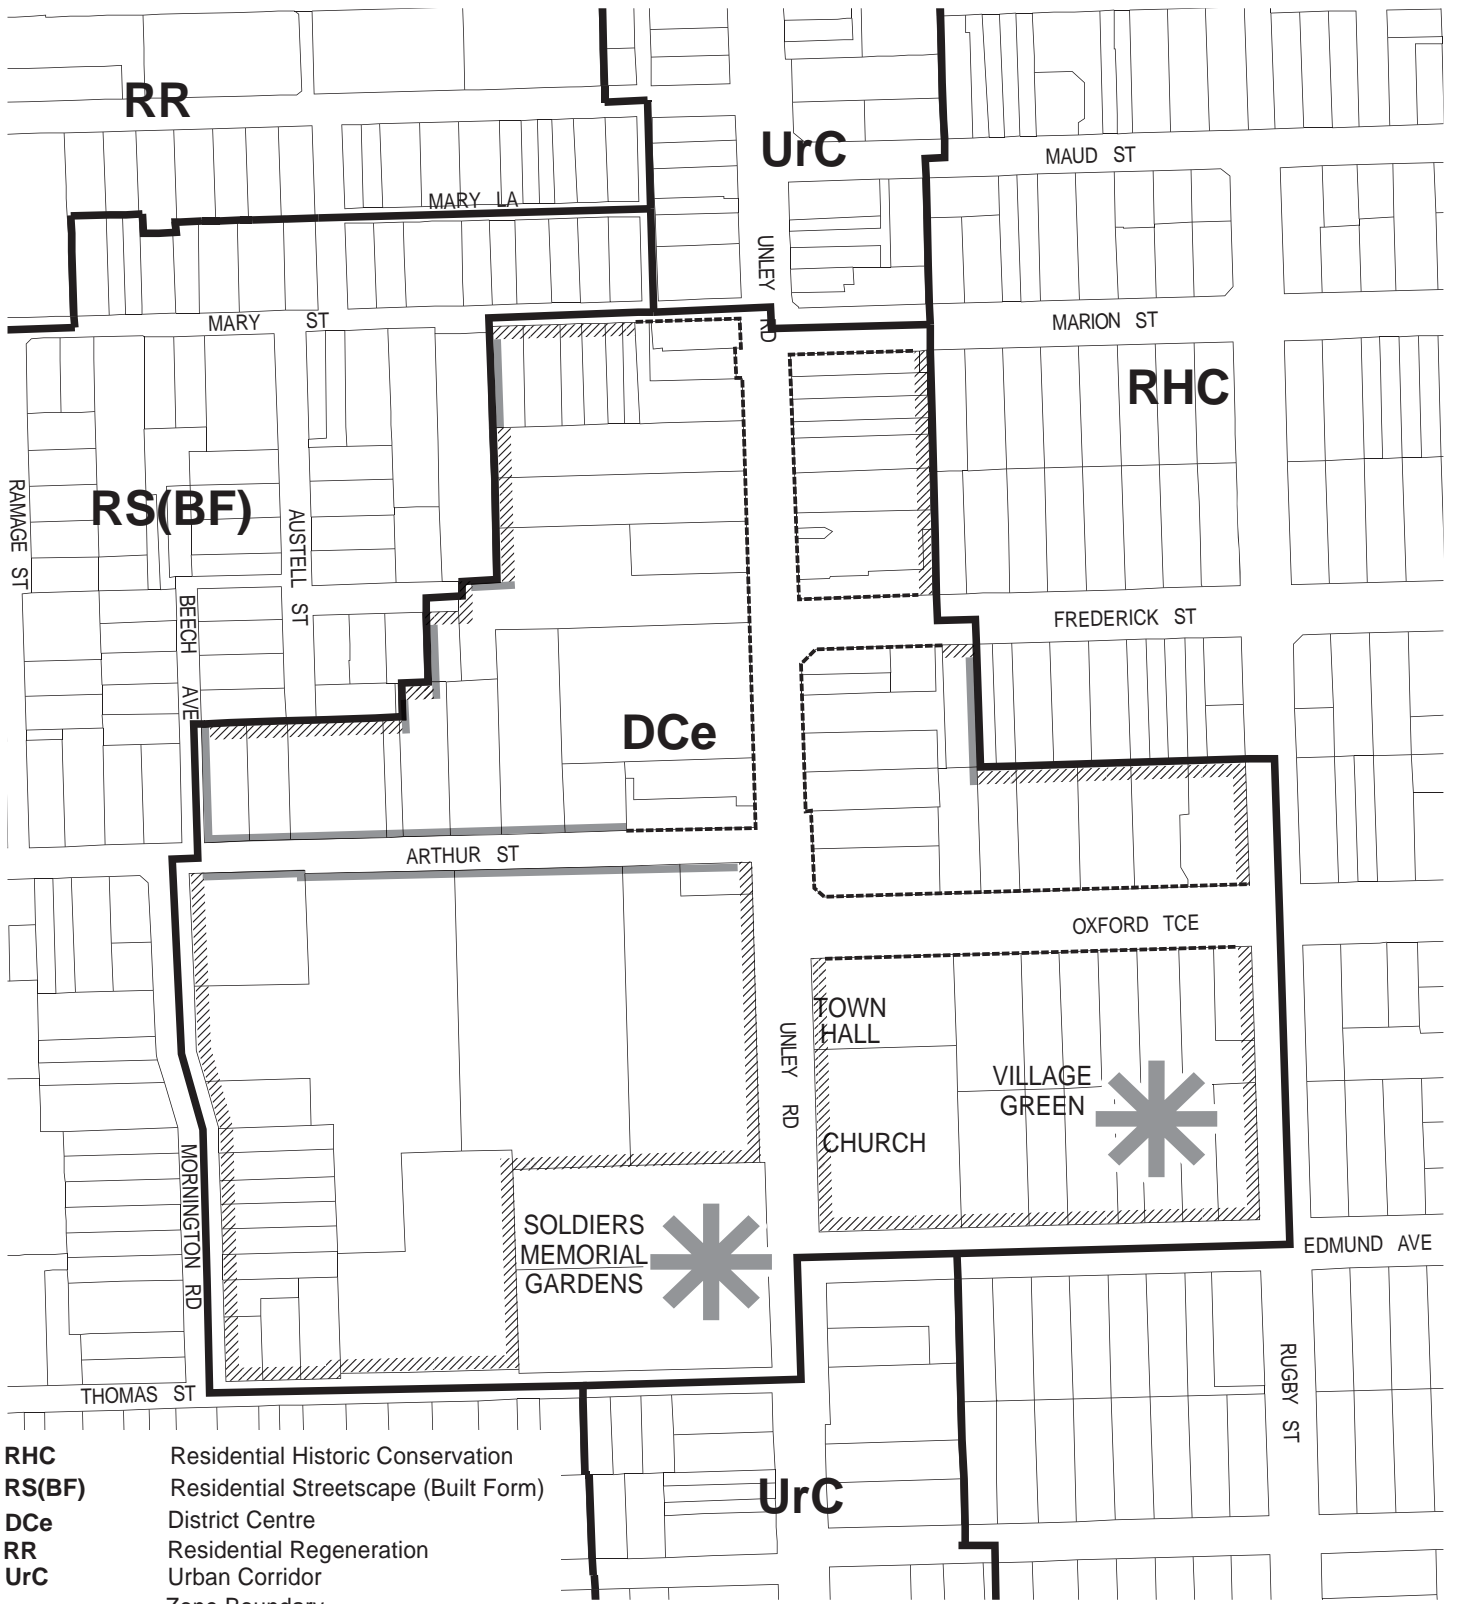 RR
UrC
MAUD ST
MARY LA
UNLEY RD
MARY ST
MARION ST
RHC
RS(BF)
RAMAGE ST
AUSTELL ST
BEECH AVE
FREDERICK ST
DCe
ARTHUR ST
OXFORD TCE
TOWN
HALL
UNLEY RD
VILLAGE
GREEN
CHURCH
MORNINGTON RD
SOLDIERS
MEMORIAL
GARDENS
EDMUND AVE
RUGBY ST
THOMAS ST
UrC
RHC Residential Historic Conservation
RS(BF) Residential Streetscape (Built Form)
DCe District Centre
RR Residential Regeneration
UrC Urban Corridor
Zone Boundary